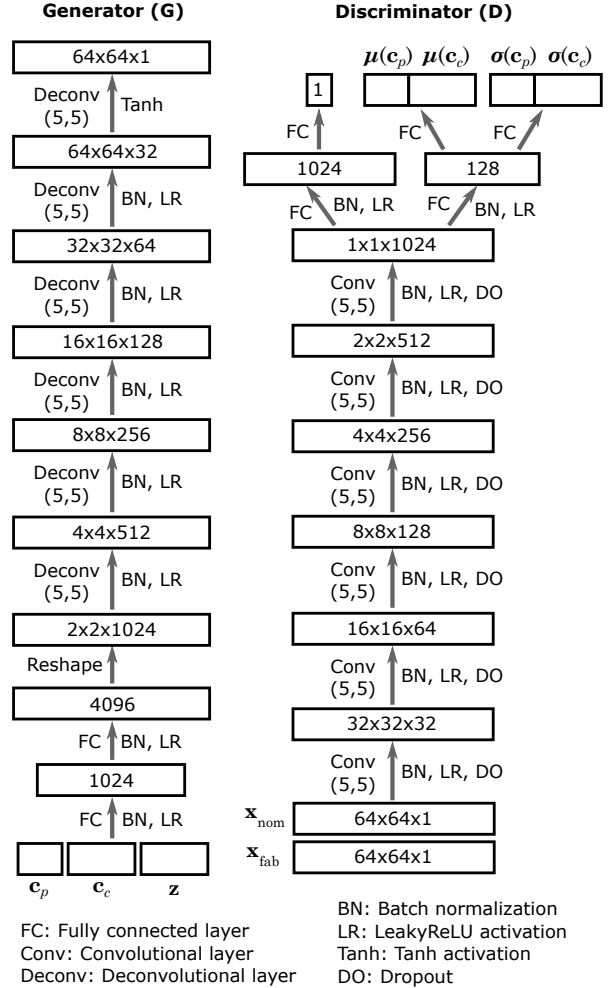 Generator (G)
64x64x1
Deconv
(5,5)
Tanh
64x64x32
Deconv
(5,5)
BN, LR
32x32x64
Deconv
(5,5)
BN, LR
16x16x128
Deconv
(5,5)
BN, LR
8x8x256
Deconv
(5,5)
BN, LR
4x4x512
Deconv
(5,5)
BN, LR
2x2x1024
Reshape
4096
FC
BN, LR
1024
FC
BN, LR
c_p
c_c
z
Discriminator (D)
μ(c_p) μ(c_c)
σ(c_p) σ(c_c)
1
FC
FC
FC
1024
128
FC
BN, LR
FC
BN, LR
1x1x1024
Conv
(5,5)
BN, LR, DO
2x2x512
Conv
(5,5)
BN, LR, DO
4x4x256
Conv
(5,5)
BN, LR, DO
8x8x128
Conv
(5,5)
BN, LR, DO
16x16x64
Conv
(5,5)
BN, LR, DO
32x32x32
Conv
(5,5)
BN, LR, DO
x_nom
64x64x1
x_fab
64x64x1
FC: Fully connected layer
Conv: Convolutional layer
Deconv: Deconvolutional layer
BN: Batch normalization
LR: LeakyReLU activation
Tanh: Tanh activation
DO: Dropout